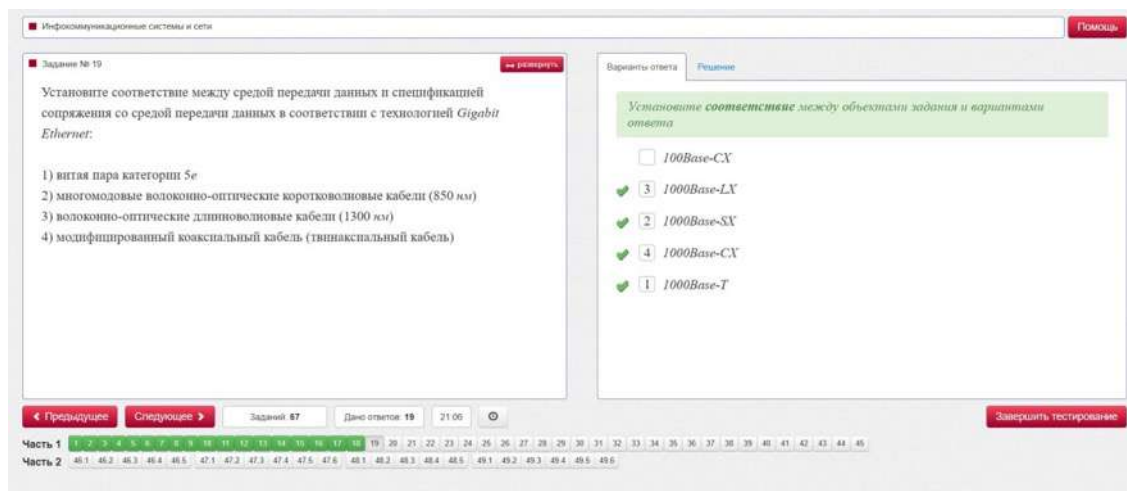 Инфокоммуникационные системы и сети
Помощь
Задание № 19
развернуть
Установите соответствие между средой передачи данных и спецификацией
сопряжения со средой передачи данных в соответствии с технологией Gigabit
Ethernet:
1) витая пара категории 5e
2) многомодовые волоконно-оптические коротковолновые кабели (850 нм)
3) волоконно-оптические длинноволновые кабели (1300 нм)
4) модифицированный коаксиальный кабель (твинаксиальный кабель)
Варианты ответа
Решение
Установите соответствие между объектами задания и вариантами
ответа
100Base-CX
3 1000Base-LX
2 1000Base-SX
4 1000Base-CX
1 1000Base-T
Предыдущее
Следующее
Заданий: 67
Дано ответов: 19
21:06
Завершить тестирование
Часть 1 1 2 3 4 5 6 7 8 9 10 11 12 13 14 15 16 17 18 19 20 21 22 23 24 25 26 27 28 29 30 31 32 33 34 35 36 37 38 39 40 41 42 43 44 45
Часть 2 46.1 46.2 46.3 46.4 46.5 47.1 47.2 47.3 47.4 47.5 47.6 48.1 48.2 48.3 48.4 48.5 49.1 49.2 49.3 49.4 49.5 49.6